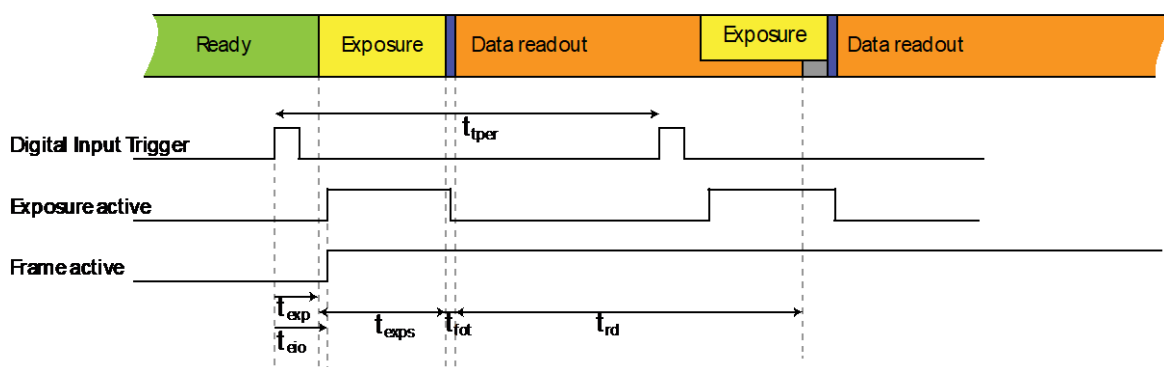 Ready Exposure Data readout Exposure Data readout
t_tper
Digital Input Trigger
Exposure active
Frame active
t_exp t_exps t_fot t_rd
t_eio